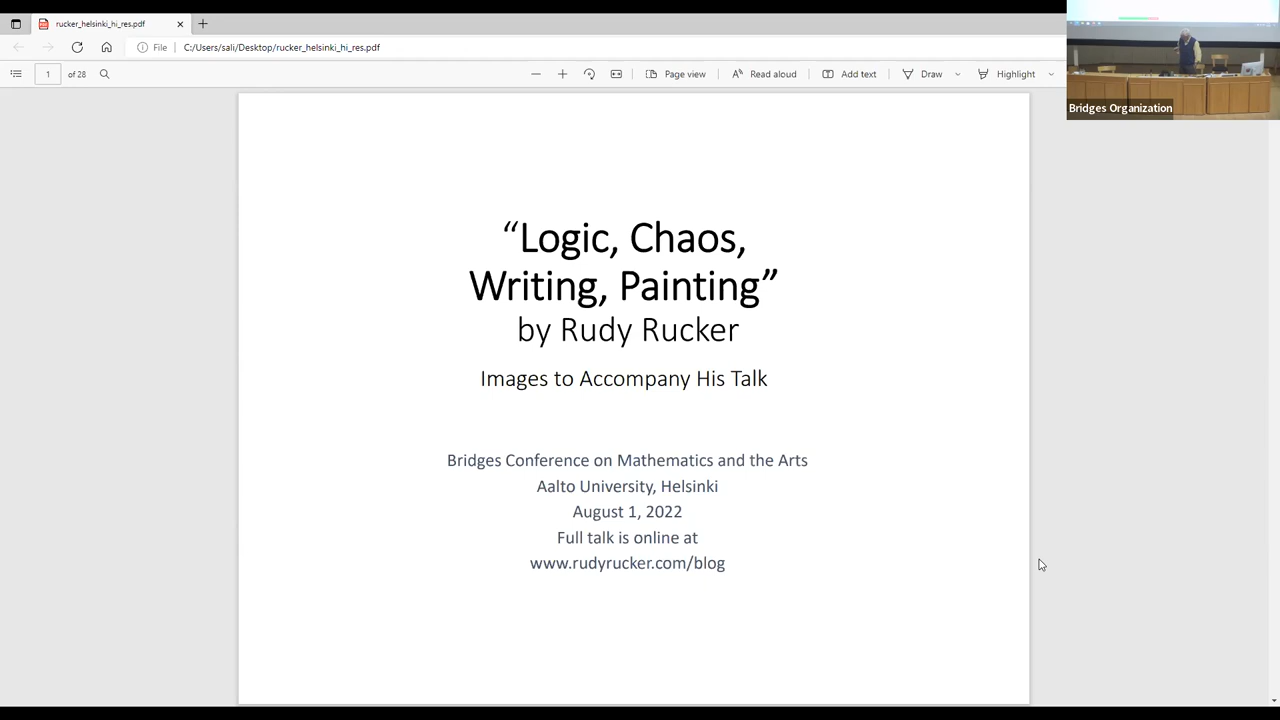 rucker_helsinki_hi_res.pdf
File
C:/Users/sali/Desktop/rucker_helsinki_hi_res.pdf
1
of 28
Page view
Read aloud
Add text
Draw
Highlight
Bridges Organization
“Logic, Chaos,
Writing, Painting”
by Rudy Rucker
Images to Accompany His Talk
Bridges Conference on Mathematics and the Arts
Aalto University, Helsinki
August 1, 2022
Full talk is online at
www.rudyrucker.com/blog